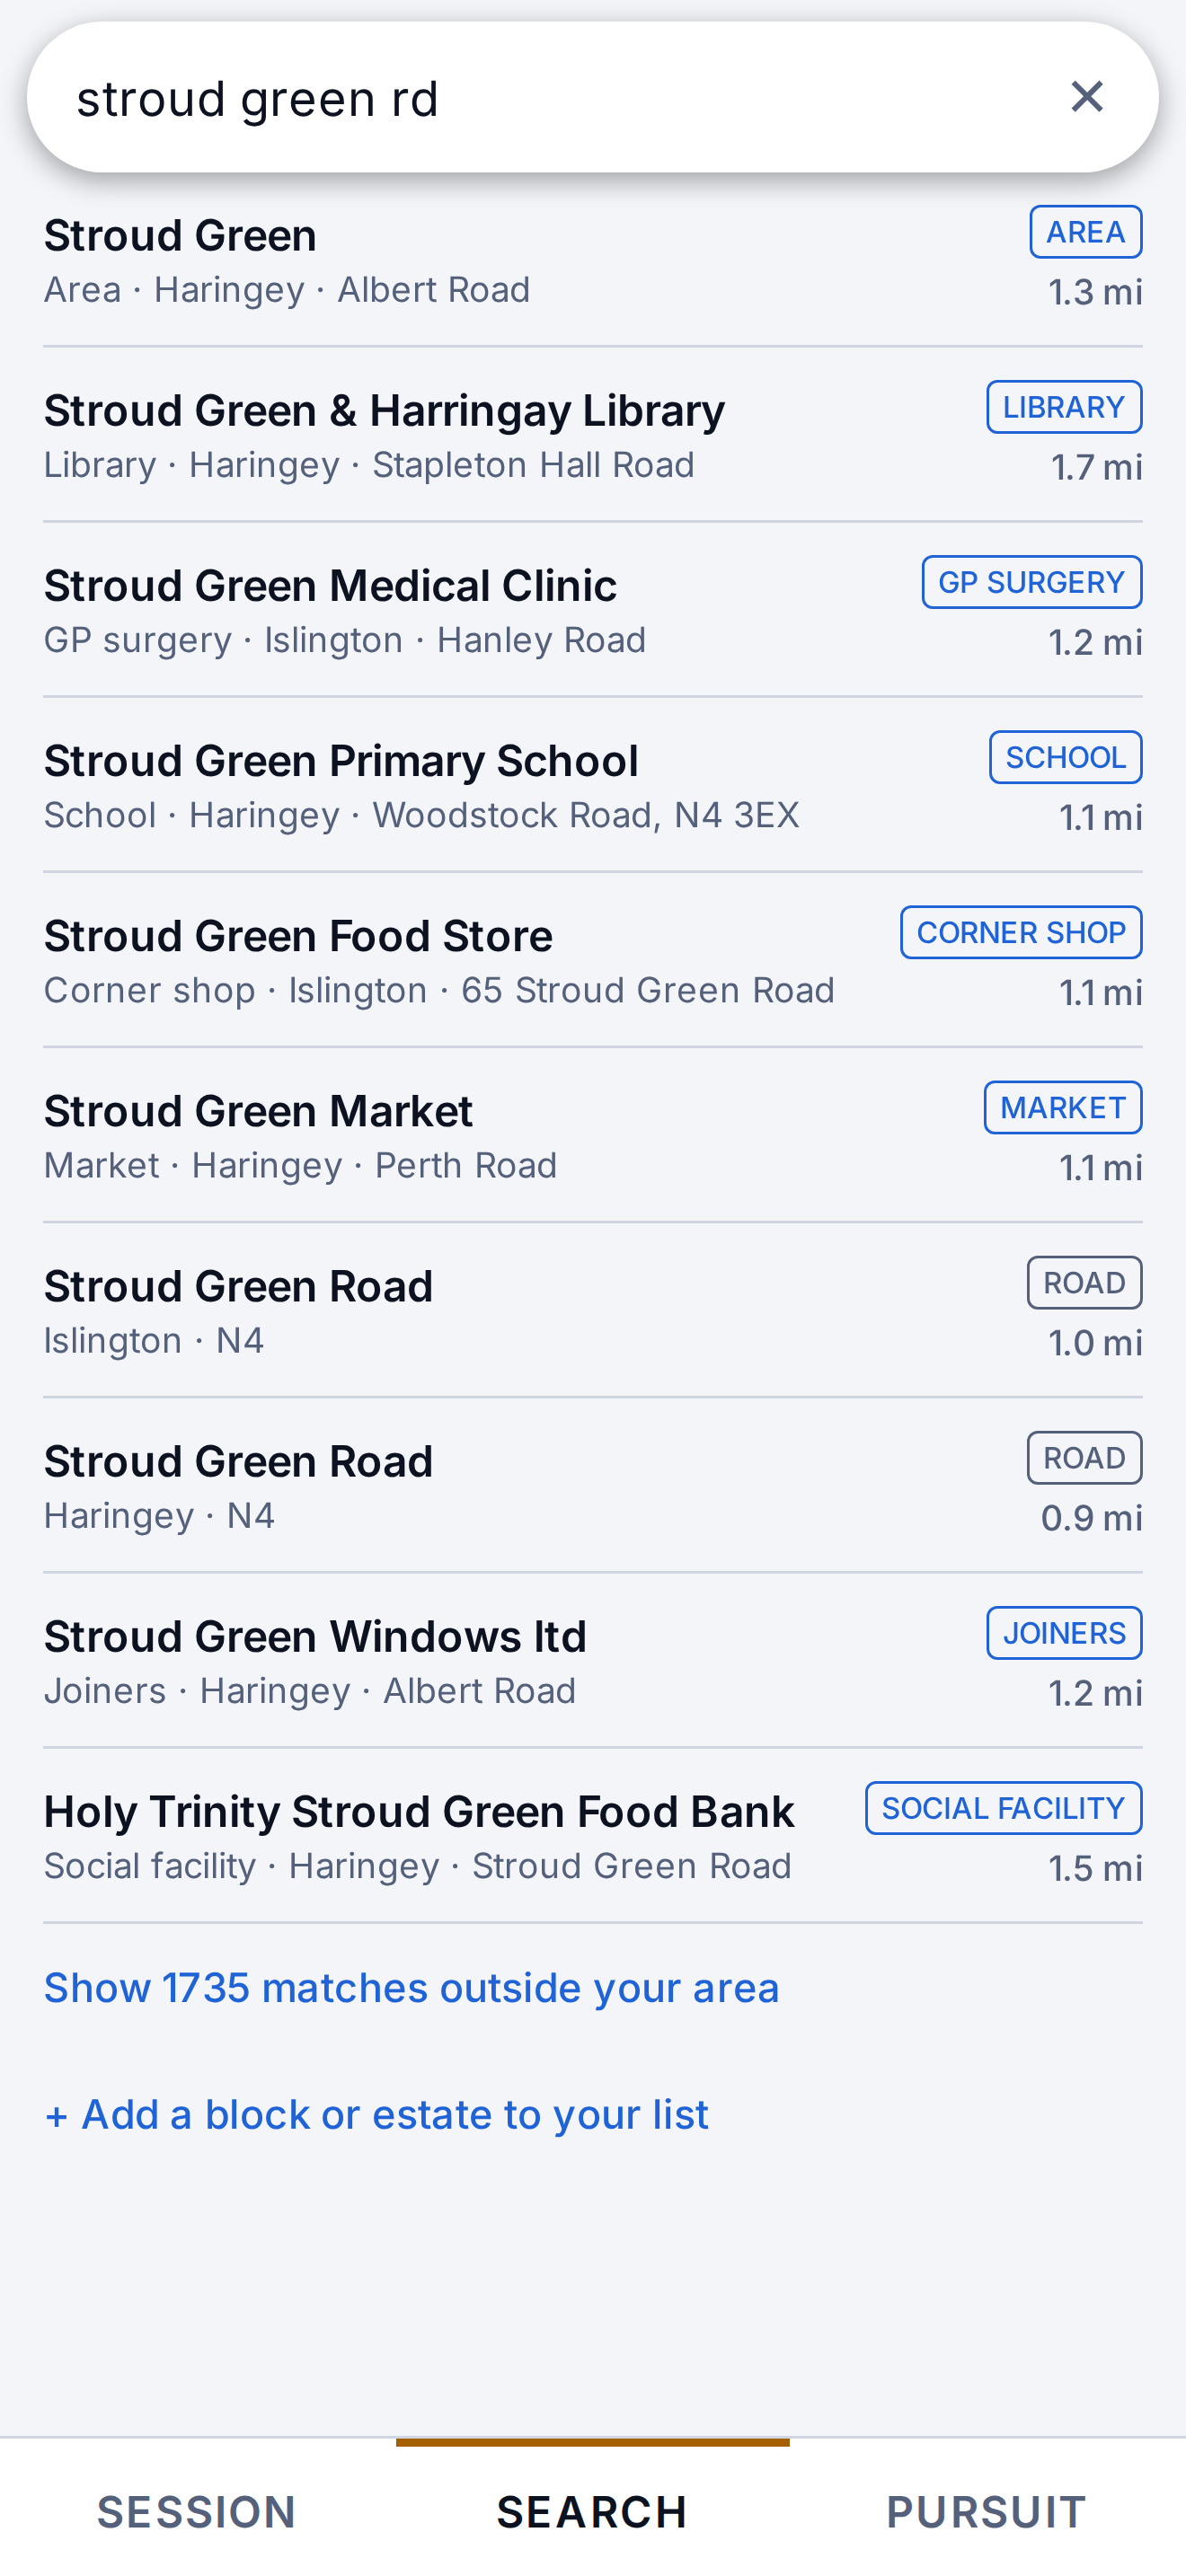 stroud green rd ✕
Stroud Green AREA
Area · Haringey · Albert Road 1.3 mi
Stroud Green & Harringay Library LIBRARY
Library · Haringey · Stapleton Hall Road 1.7 mi
Stroud Green Medical Clinic GP SURGERY
GP surgery · Islington · Hanley Road 1.2 mi
Stroud Green Primary School SCHOOL
School · Haringey · Woodstock Road, N4 3EX 1.1 mi
Stroud Green Food Store CORNER SHOP
Corner shop · Islington · 65 Stroud Green Road 1.1 mi
Stroud Green Market MARKET
Market · Haringey · Perth Road 1.1 mi
Stroud Green Road ROAD
Islington · N4 1.0 mi
Stroud Green Road ROAD
Haringey · N4 0.9 mi
Stroud Green Windows ltd JOINERS
Joiners · Haringey · Albert Road 1.2 mi
Holy Trinity Stroud Green Food Bank SOCIAL FACILITY
Social facility · Haringey · Stroud Green Road 1.5 mi
Show 1735 matches outside your area
+ Add a block or estate to your list
SESSION SEARCH PURSUIT